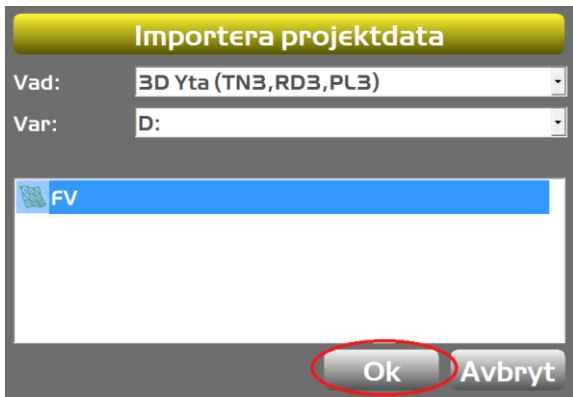 Importera projektdata
Vad: 3D Yta (TN3,RD3,PL3)
Var: D:
FV
Ok Avbryt